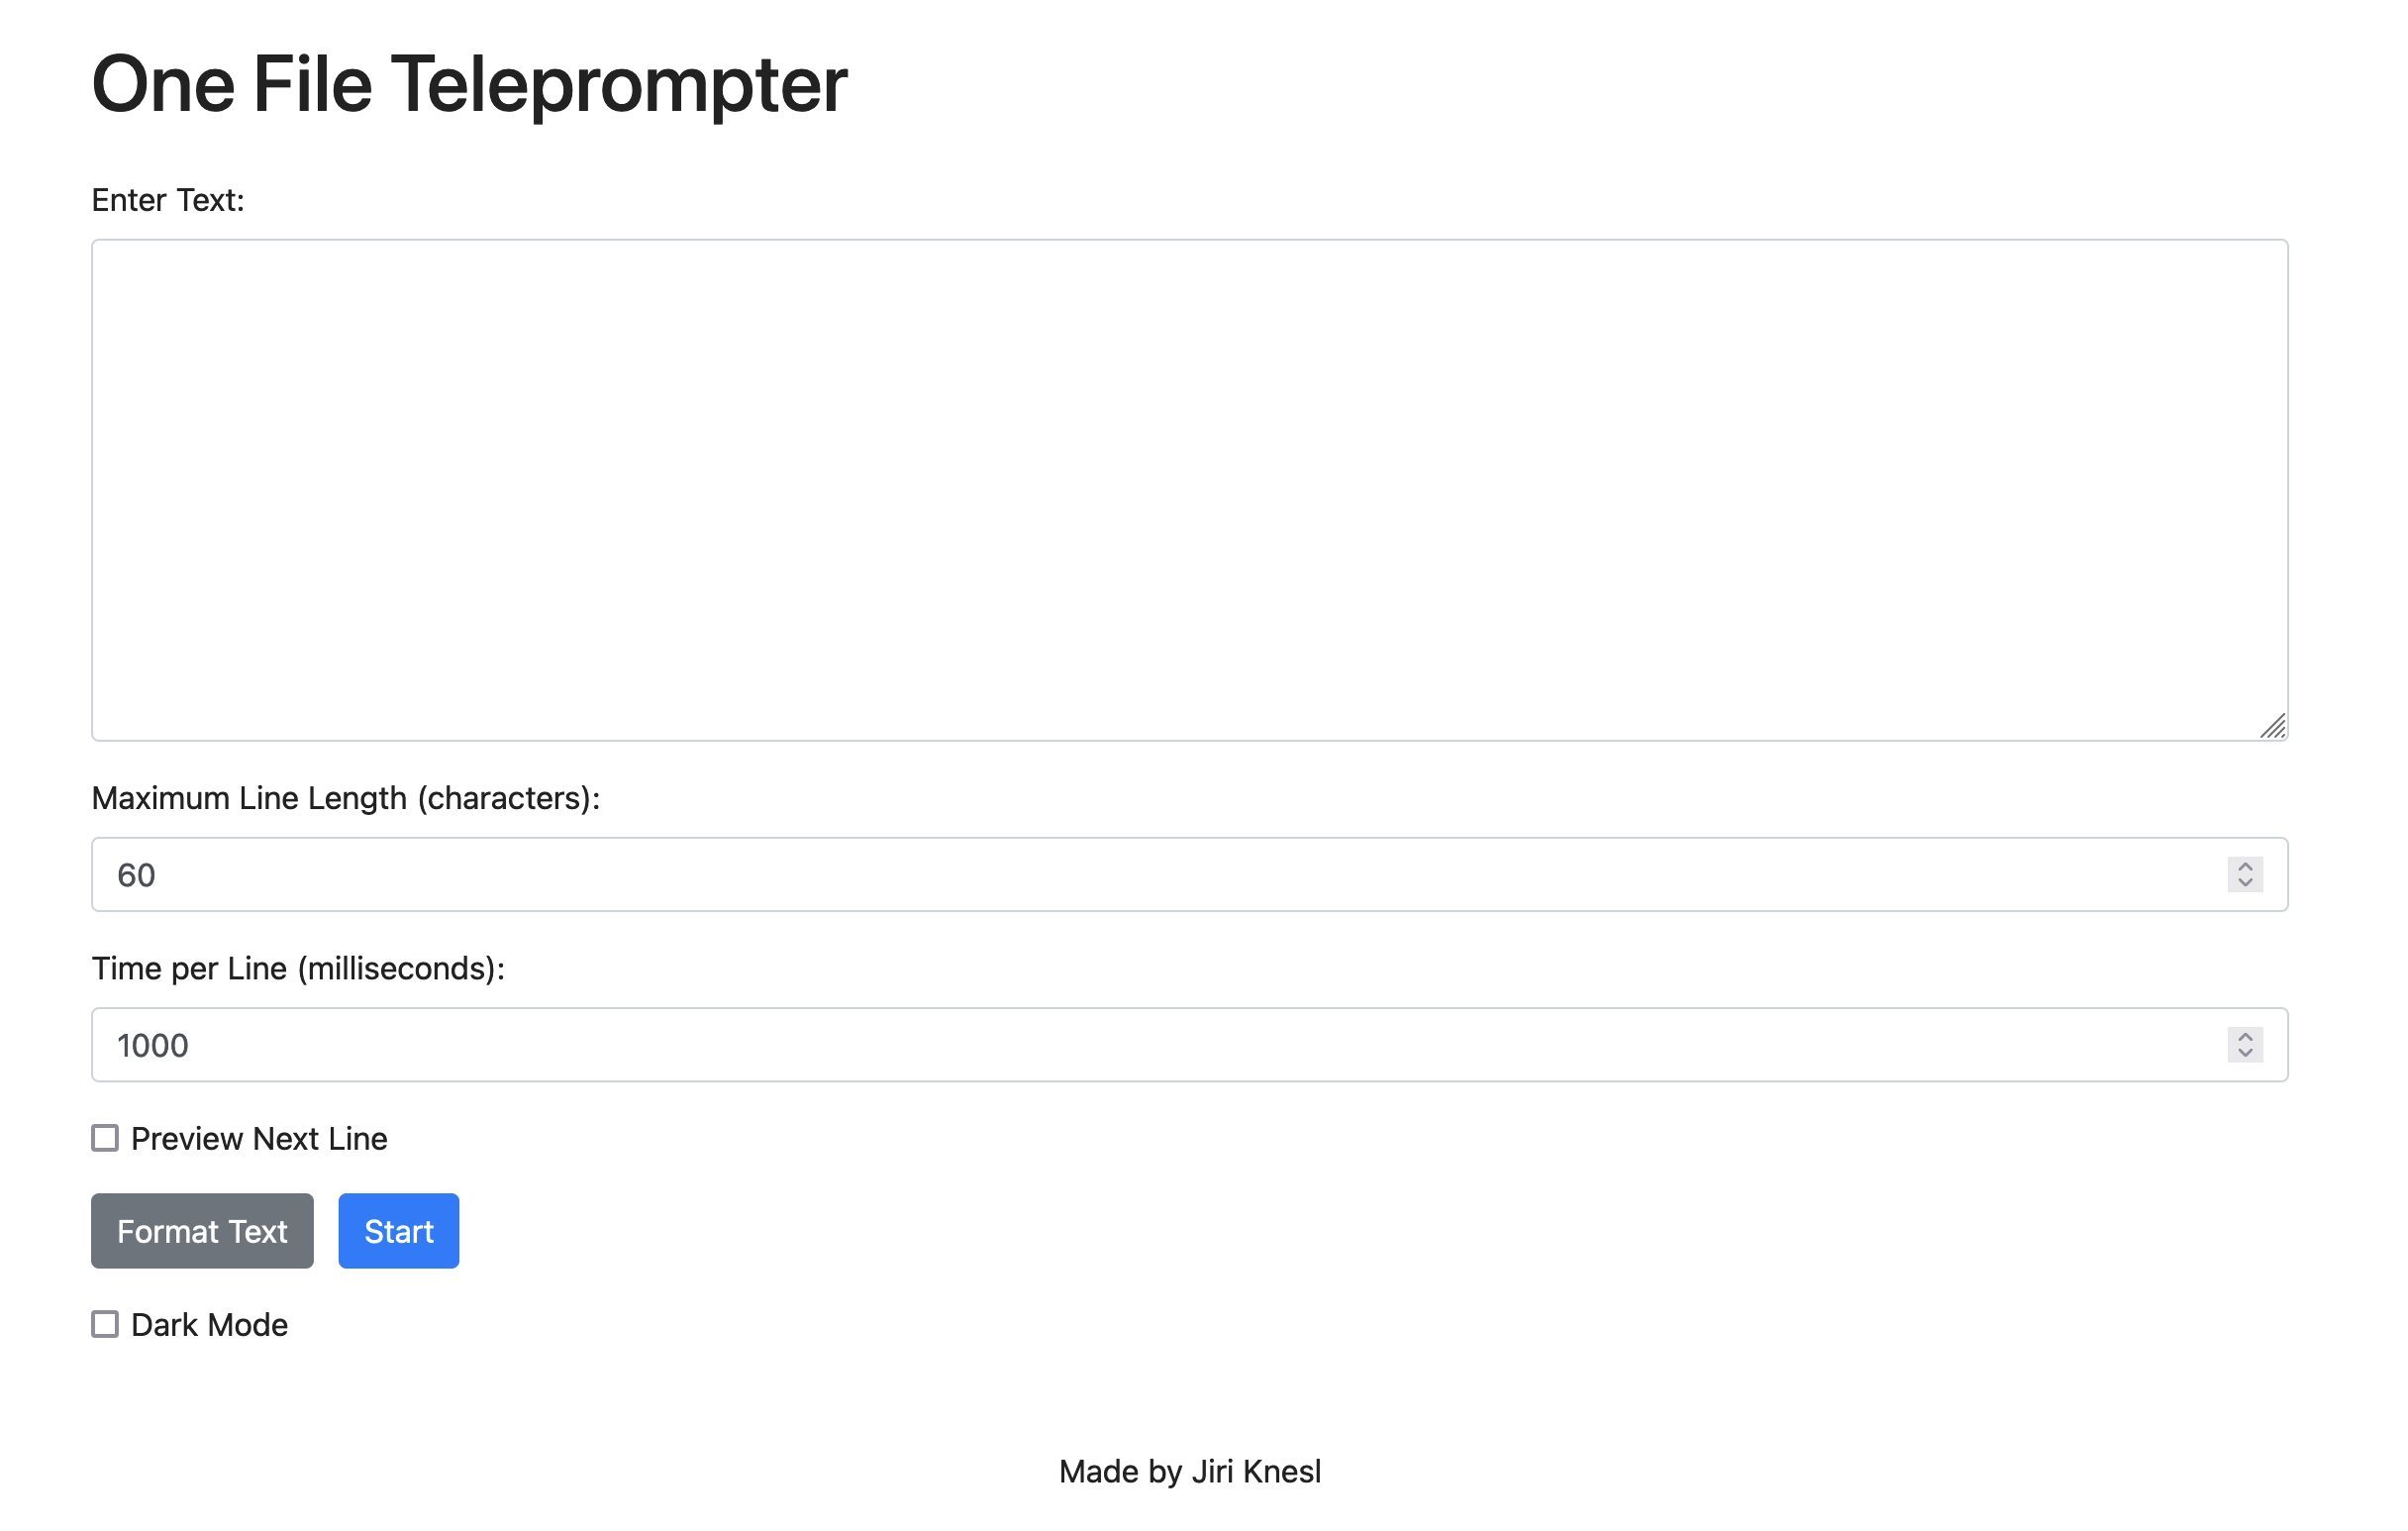 One File Teleprompter
Enter Text:
Maximum Line Length (characters):
60
Time per Line (milliseconds):
1000
Preview Next Line
Format Text Start
Dark Mode
Made by Jiri Knesl